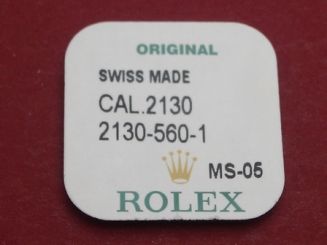 ORIGINAL
SWISS MADE
CAL.2130
2130-560-1
MS-05
ROLEX